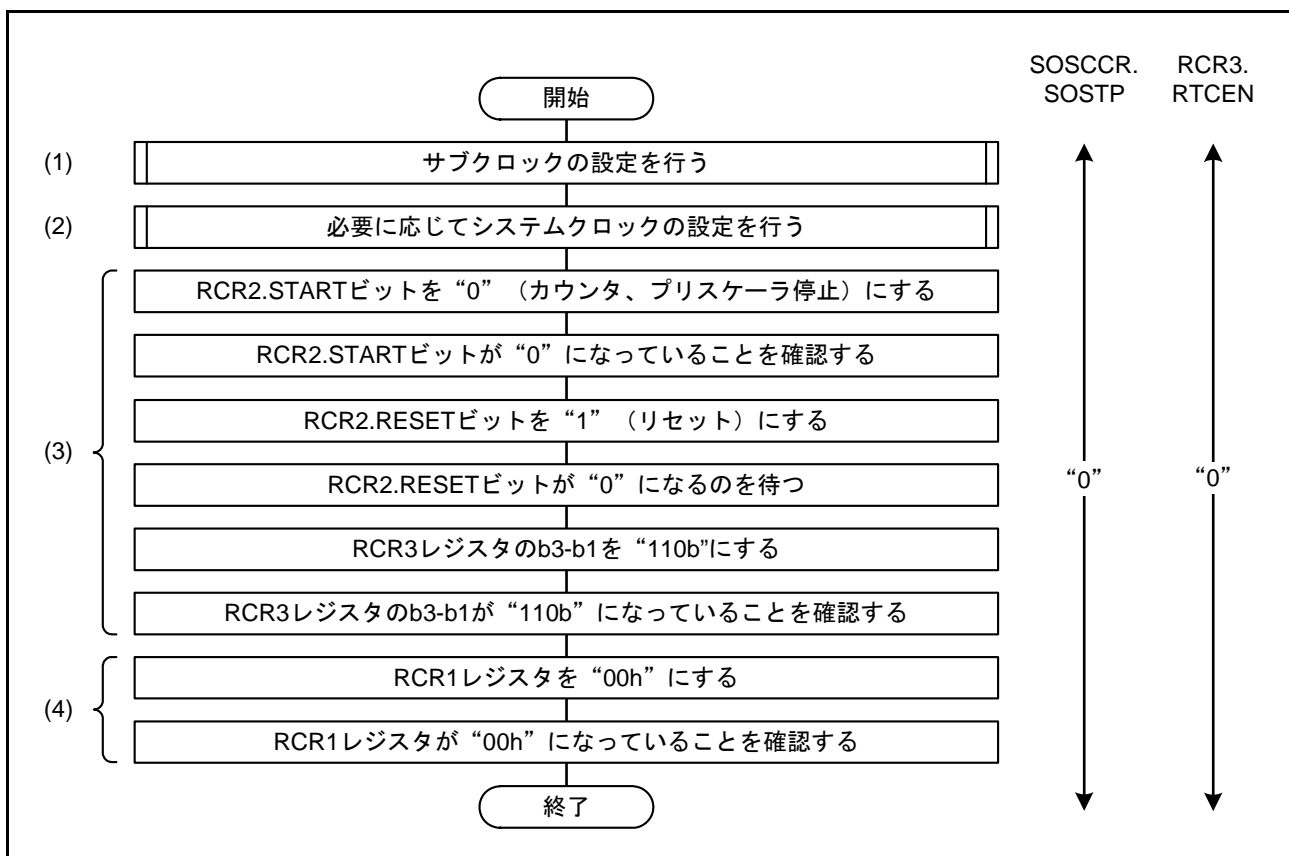 SOSCCR.
SOSTP
RCR3.
RTCEN
開始
(1)
サブクロックの設定を行う
(2)
必要に応じてシステムクロックの設定を行う
RCR2.STARTビットを“0”（カウンタ、プリスケーラ停止）にする
RCR2.STARTビットが“0”になっていることを確認する
RCR2.RESETビットを“1”（リセット）にする
(3)
RCR2.RESETビットが“0”になるのを待つ
“0”
“0”
RCR3レジスタのb3-b1を“110b”にする
RCR3レジスタのb3-b1が“110b”になっていることを確認する
RCR1レジスタを“00h”にする
(4)
RCR1レジスタが“00h”になっていることを確認する
終了